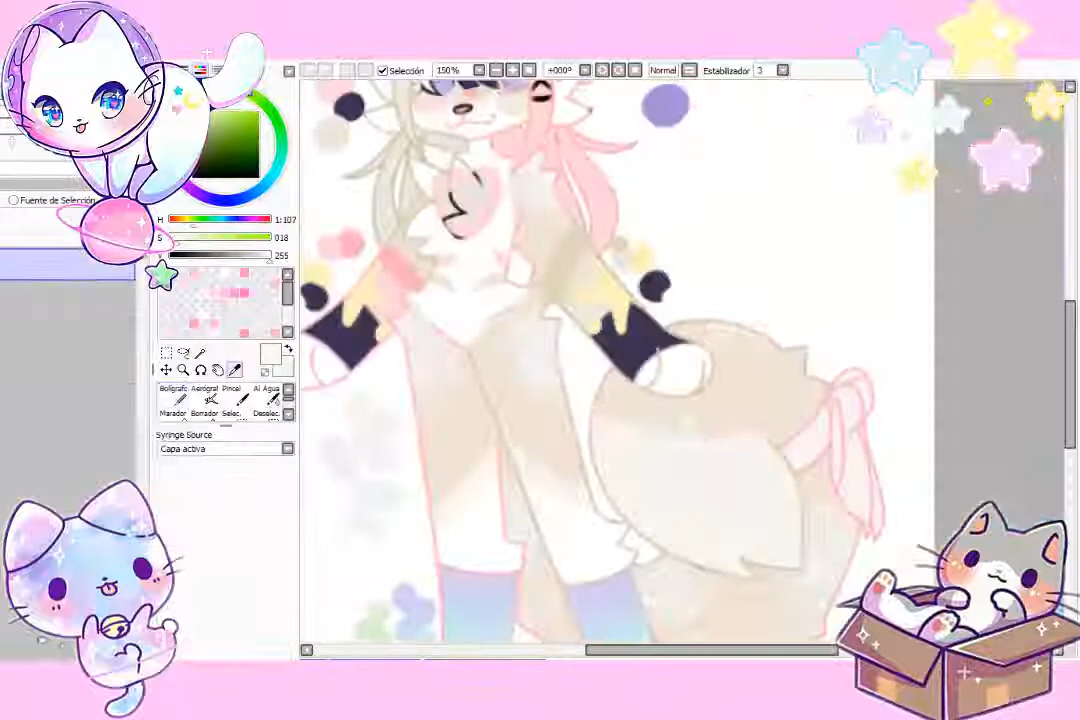 Selección 150% +000° Normal Estabilizador 3
Fuente de Selección
H 1:107
S 018
V 255
Bolígrafo Aerógraf Pincel Al Agua
Marador Borrador Selec. Deselec.
Syringe Source
Capa activa